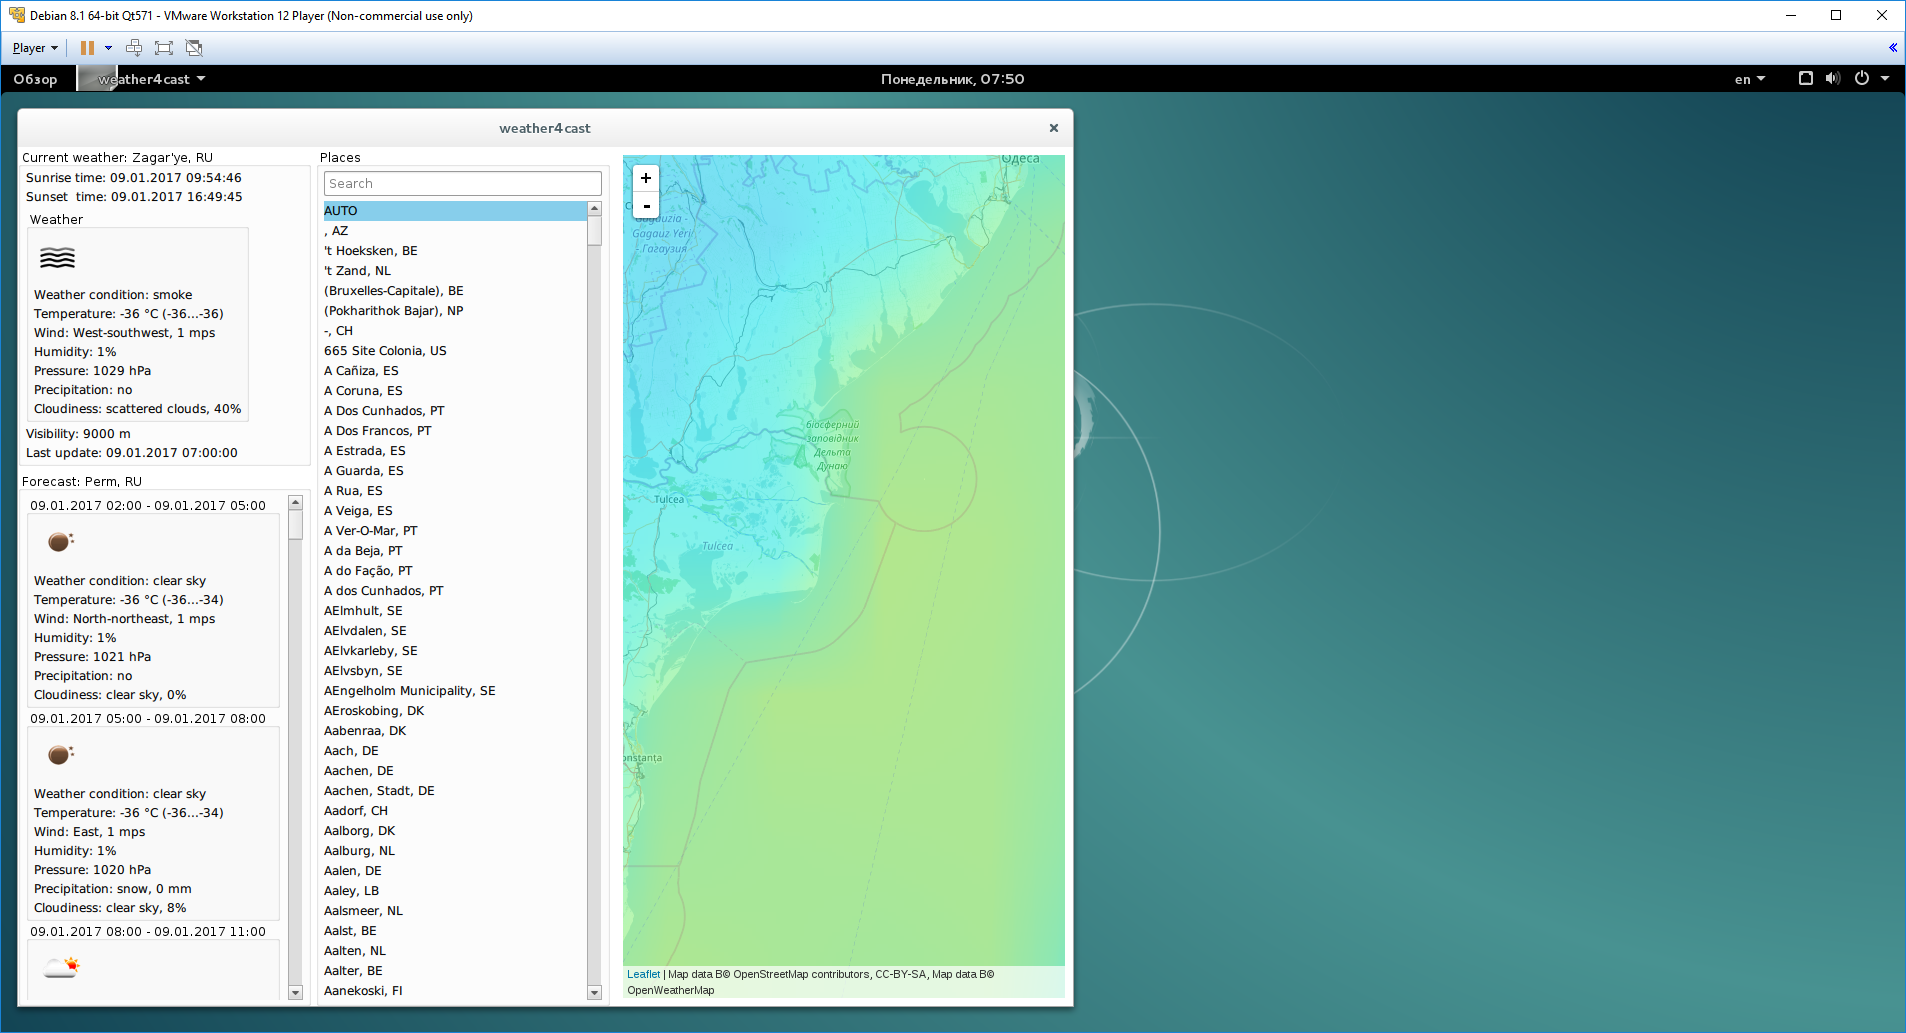 Debian 8.1 64-bit Qt571 - VMware Workstation 12 Player (Non-commercial use only)
Player
Обзор
weather4cast
Понедельник, 07:50
en
weather4cast
Current weather: Zagar'ye, RU
Sunrise time: 09.01.2017 09:54:46
Sunset  time: 09.01.2017 16:49:45
Weather
Weather condition: smoke
Temperature: -36 °C (-36...-36)
Wind: West-southwest, 1 mps
Humidity: 1%
Pressure: 1029 hPa
Precipitation: no
Cloudiness: scattered clouds, 40%
Visibility: 9000 m
Last update: 09.01.2017 07:00:00
Forecast: Perm, RU
09.01.2017 02:00 - 09.01.2017 05:00
Weather condition: clear sky
Temperature: -36 °C (-36...-34)
Wind: North-northeast, 1 mps
Humidity: 1%
Pressure: 1021 hPa
Precipitation: no
Cloudiness: clear sky, 0%
09.01.2017 05:00 - 09.01.2017 08:00
Weather condition: clear sky
Temperature: -36 °C (-36...-34)
Wind: East, 1 mps
Humidity: 1%
Pressure: 1020 hPa
Precipitation: snow, 0 mm
Cloudiness: clear sky, 8%
09.01.2017 08:00 - 09.01.2017 11:00
Places
Search
AUTO
, AZ
't Hoeksken, BE
't Zand, NL
(Bruxelles-Capitale), BE
(Pokharithok Bajar), NP
-, CH
665 Site Colonia, US
A Cañiza, ES
A Coruna, ES
A Dos Cunhados, PT
A Dos Francos, PT
A Estrada, ES
A Guarda, ES
A Rua, ES
A Veiga, ES
A Ver-O-Mar, PT
A da Beja, PT
A do Fação, PT
A dos Cunhados, PT
AElmhult, SE
AElvdalen, SE
AElvkarleby, SE
AElvsbyn, SE
AEngelholm Municipality, SE
AEroskobing, DK
Aabenraa, DK
Aach, DE
Aachen, DE
Aachen, Stadt, DE
Aadorf, CH
Aalborg, DK
Aalburg, NL
Aalen, DE
Aaley, LB
Aalsmeer, NL
Aalst, BE
Aalten, NL
Aalter, BE
Aanekoski, FI
+
-
Одеса
Gagauzia -
Gagauz Yeri
- Гагаузия
біосферний
заповідник
Дельта
Дунаю
Tulcea
Tulcea
onstanța
Leaflet | Map data В© OpenStreetMap contributors, CC-BY-SA, Map data В©
OpenWeatherMap